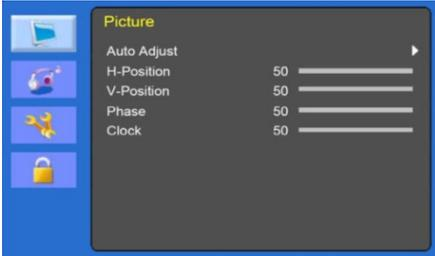 Picture
Auto Adjust
H-Position 50
V-Position 50
Phase 50
Clock 50